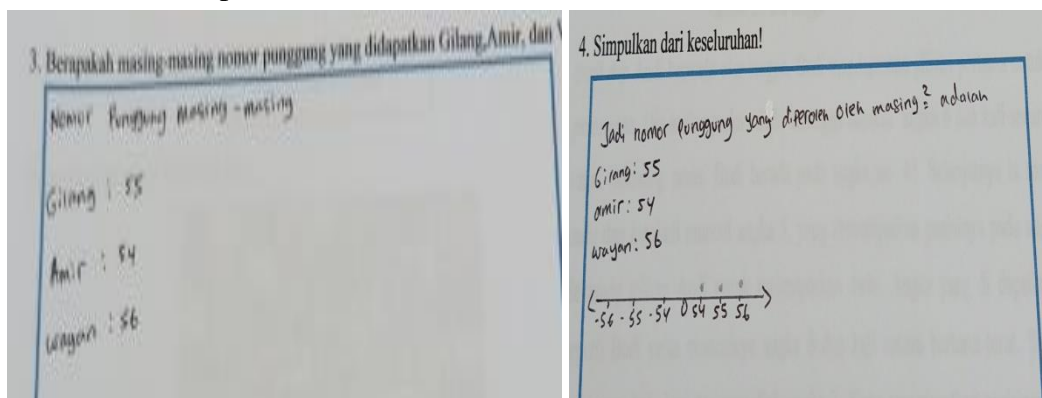 3. Berapakah masing-masing nomor punggung yang didapatkan Gilang, Amir, dan
Nomor Punggung Masing-masing
Gilang : 55
Amir : 54
wagan : 56
4. Simpulkan dari keseluruhan!
Jadi nomor Punggung yang diperoleh oleh masing² adalah
Girang: 55
amir: 54
wayan: 56
-56 -55 -54 0 54 55 56